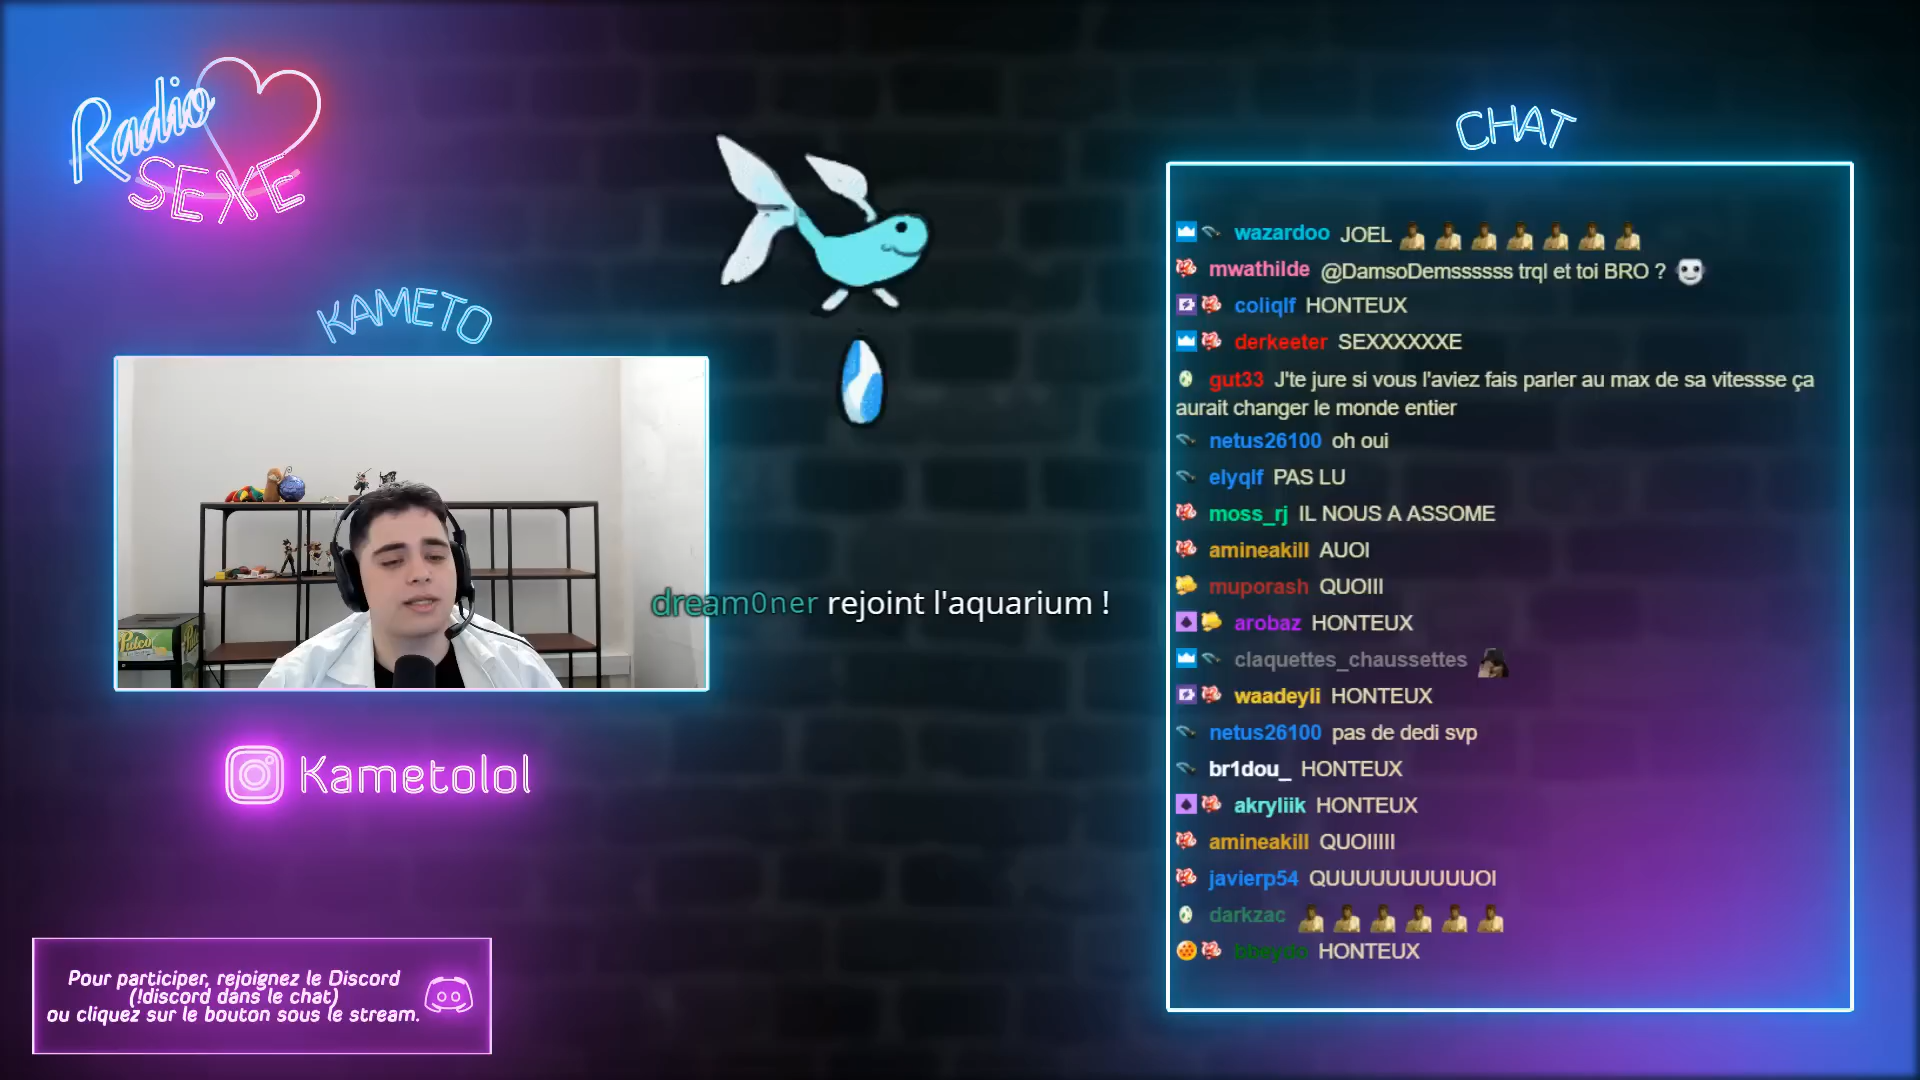 Radio
SEXE
KAMETO
Pulco
Kametolol
Pour participer, rejoignez le Discord
(!discord dans le chat)
ou cliquez sur le bouton sous le stream.
dream0ner rejoint l'aquarium !
CHAT
wazardoo JOEL
mwathilde @DamsoDemssssss trql et toi BRO ?
coliqlf HONTEUX
derkeeter SEXXXXXXE
gut33 J'te jure si vous l'aviez fais parler au max de sa vitessse ça
aurait changer le monde entier
netus26100 oh oui
elyqlf PAS LU
moss_rj IL NOUS A ASSOME
amineakill AUOI
muporash QUOIII
arobaz HONTEUX
claquettes_chaussettes
waadeyli HONTEUX
netus26100 pas de dedi svp
br1dou_ HONTEUX
akryliik HONTEUX
amineakill QUOIIIII
javierp54 QUUUUUUUUUUOI
darkzac
bheydo HONTEUX